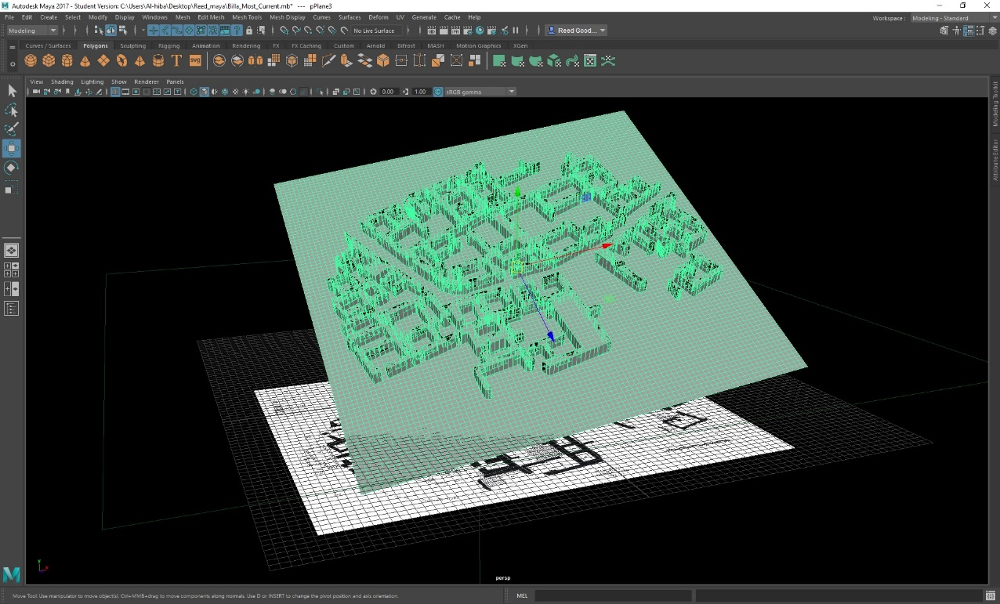 Autodesk Maya 2017 - Student Version: C:\Users\Al-hiba\Desktop\Reed_maya\Billa_Most_Current.mb* --- pPlane3
File Edit Create Select Modify Display Windows Mesh Edit Mesh Mesh Tools Mesh Display Curves Surfaces Deform UV Generate Cache Help
Workspace : Modeling - Standard
Modeling No Live Surface Reed Good...
Curves / Surfaces Polygons Sculpting Rigging Animation Rendering FX FX Caching Custom Arnold Bifrost MASH Motion Graphics XGen
T SVG
View Shading Lighting Show Renderer Panels
0.00 1.00 sRGB gamma
Modeling Toolkit
Attribute Editor
y
x
persp
M
Move Tool: Use manipulator to move object(s). Ctrl+MMB+drag to move components along normals. Use D or INSERT to change the pivot position and axis orientation.
MEL